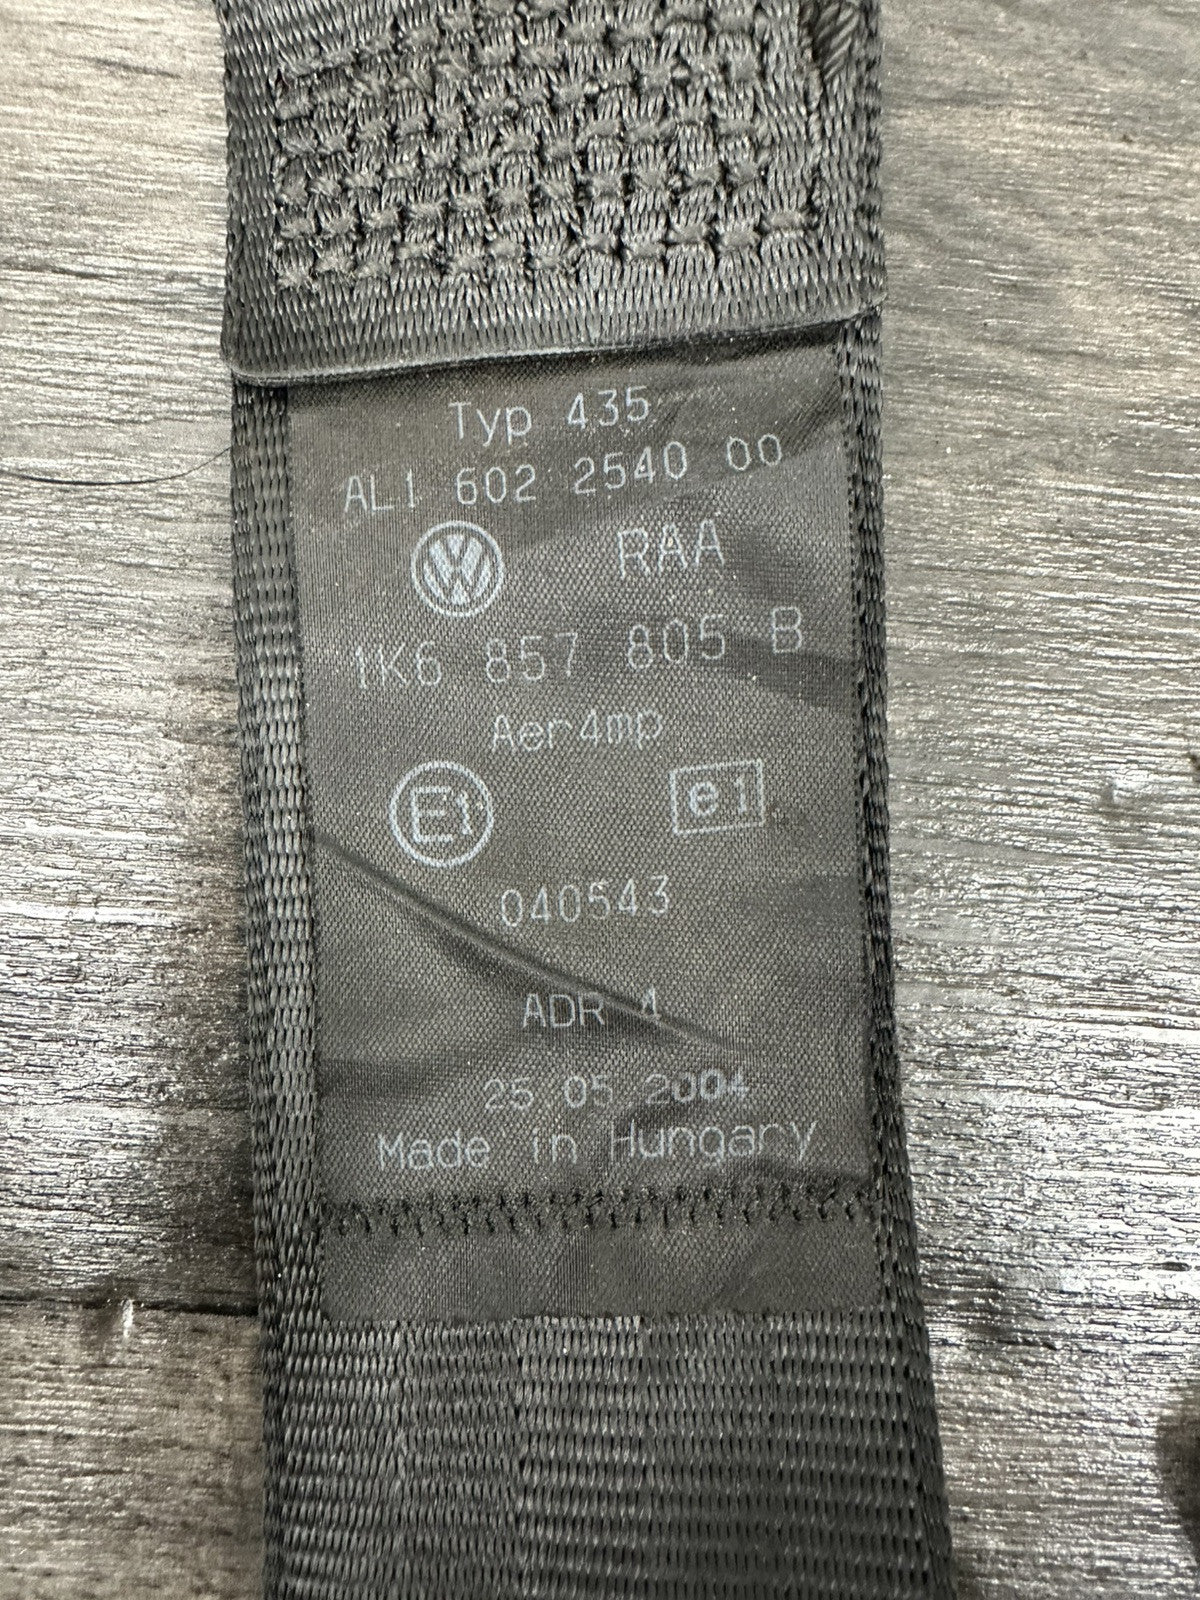 Typ 435
ALI 602 2540 00
RAA
1K6 857 805 B
Aer4mp
E1 e1
040543
ADR 4
25 05 2004
Made in Hungary